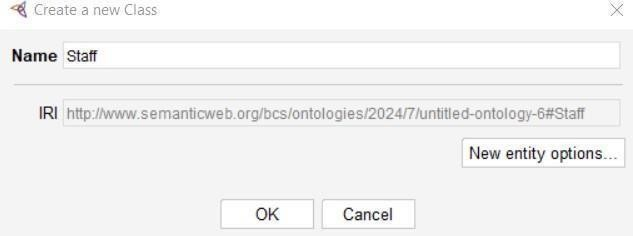 Create a new Class
Name Staff
IRI http://www.semanticweb.org/bcs/ontologies/2024/7/untitled-ontology-6#Staff
New entity options...
OK Cancel